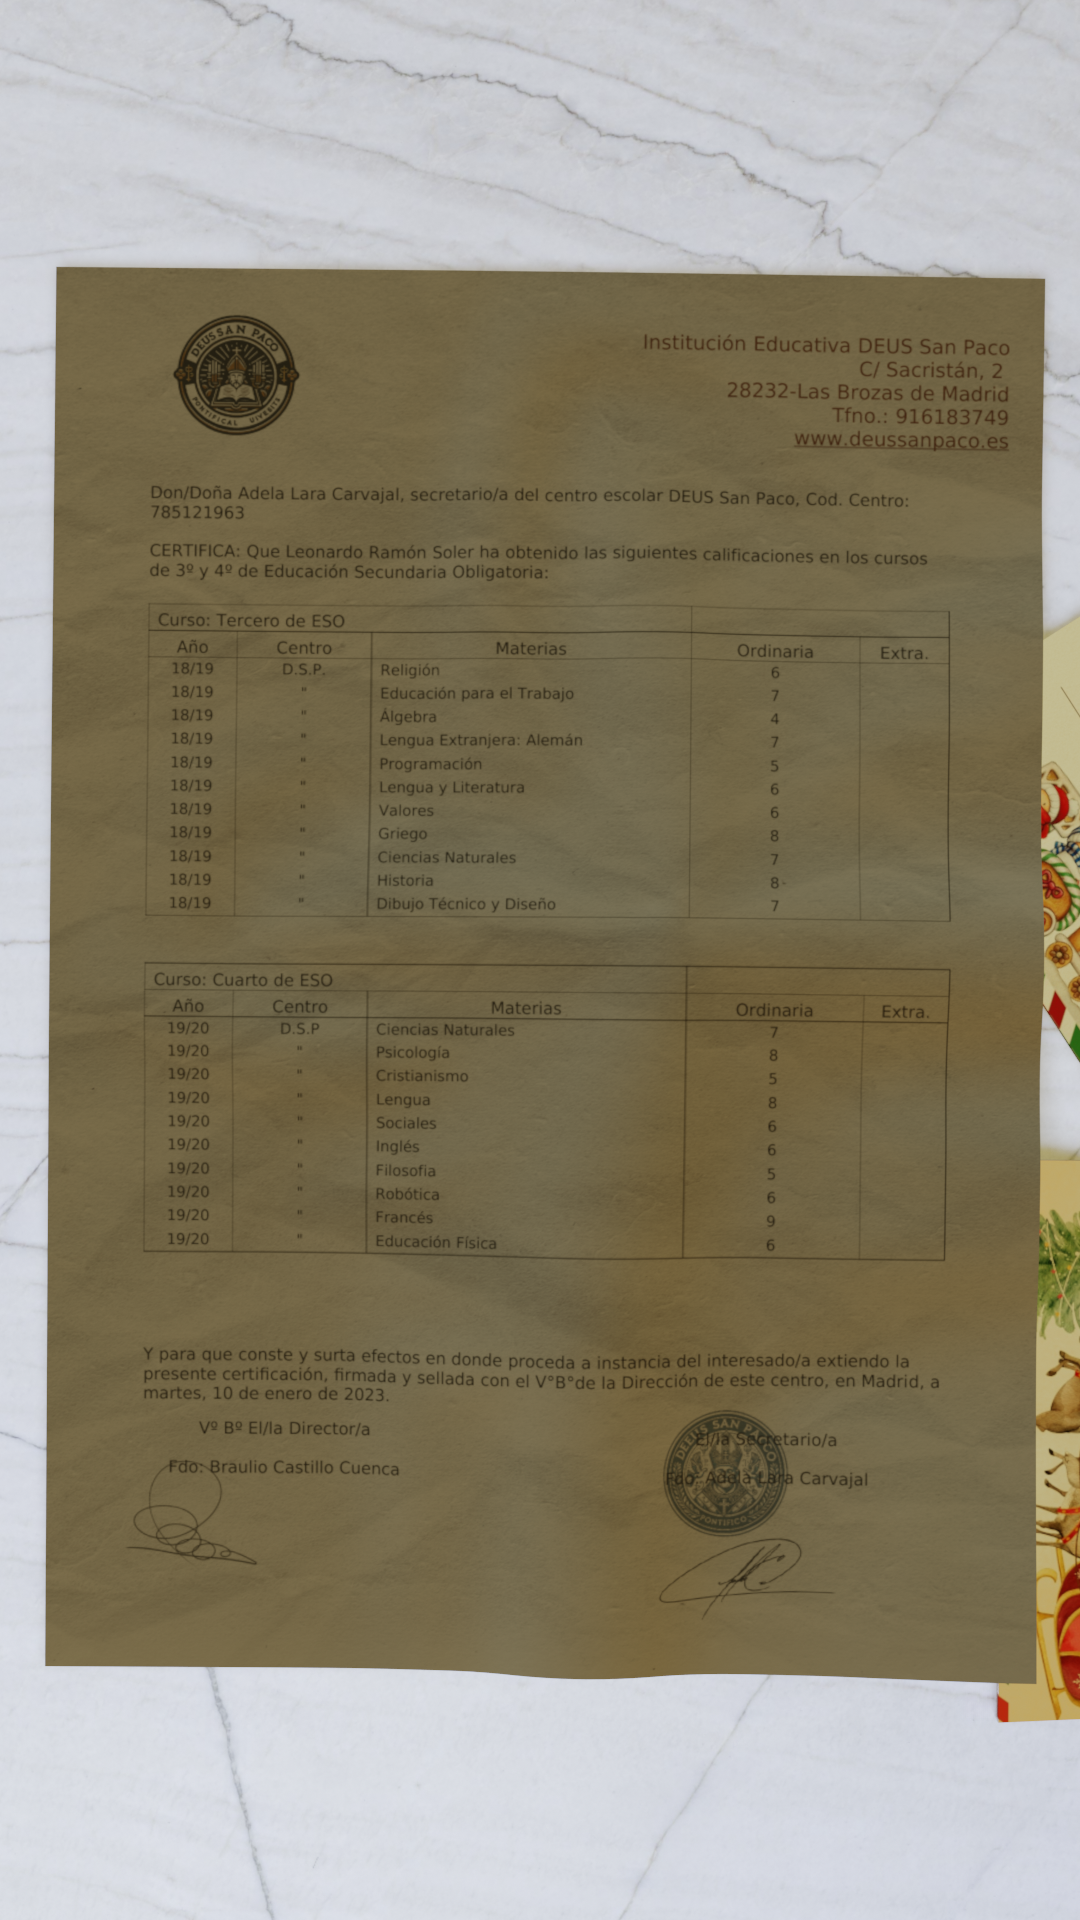 DEUS SAN PACO
PONTIFICAL
Institución Educativa DEUS San Paco
C/ Sacristán, 2
28232-Las Brozas de Madrid
Tfno.: 916183749
www.deussanpaco.es
Don/Doña Adela Lara Carvajal, secretario/a del centro escolar DEUS San Paco, Cod. Centro:
785121963
CERTIFICA: Que Leonardo Ramón Soler ha obtenido las siguientes calificaciones en los cursos
de 3º y 4º de Educación Secundaria Obligatoria:
Curso: Tercero de ESO
Año Centro Materias Ordinaria Extra.
18/19 D.S.P. Religión 6
18/19 " Educación para el Trabajo 7
18/19 " Álgebra 4
18/19 " Lengua Extranjera: Alemán 7
18/19 " Programación 5
18/19 " Lengua y Literatura 6
18/19 " Valores 6
18/19 " Griego 8
18/19 " Ciencias Naturales 7
18/19 " Historia 8
18/19 " Dibujo Técnico y Diseño 7
Curso: Cuarto de ESO
Año Centro Materias Ordinaria Extra.
19/20 D.S.P Ciencias Naturales 7
19/20 " Psicología 8
19/20 " Cristianismo 5
19/20 " Lengua 8
19/20 " Sociales 6
19/20 " Inglés 6
19/20 " Filosofia 5
19/20 " Robótica 6
19/20 " Francés 9
19/20 " Educación Física 6
Y para que conste y surta efectos en donde proceda a instancia del interesado/a extiendo la
presente certificación, firmada y sellada con el V°B°de la Dirección de este centro, en Madrid, a
martes, 10 de enero de 2023.
Vº Bº El/la Director/a El/la Secretario/a
Fdo: Braulio Castillo Cuenca Fdo: Adela Lara Carvajal
SAN PACO
PONTIFICO